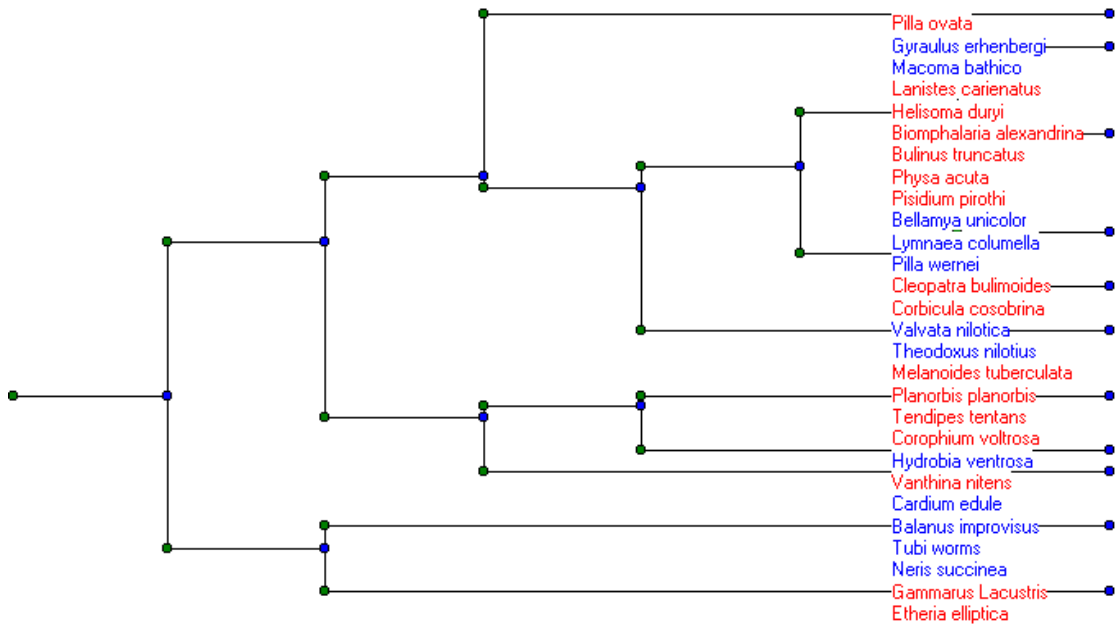 Pilla ovata
Gyraulus erhenbergi
Macoma bathico
Lanistes carienatus
Helisoma duryi
Biomphalaria alexandrina
Bulinus truncatus
Physa acuta
Pisidium pirothi
Bellamya unicolor
Lymnaea columella
Pilla wernei
Cleopatra bulimoides
Corbicula cosobrina
Valvata nilotica
Theodoxus nilotius
Melanoides tuberculata
Planorbis planorbis
Tendipes tentans
Corophium voltrosa
Hydrobia ventrosa
Vanthina nitens
Cardium edule
Balanus improvisus
Tubi worms
Neris succinea
Gammarus Lacustris
Etheria elliptica